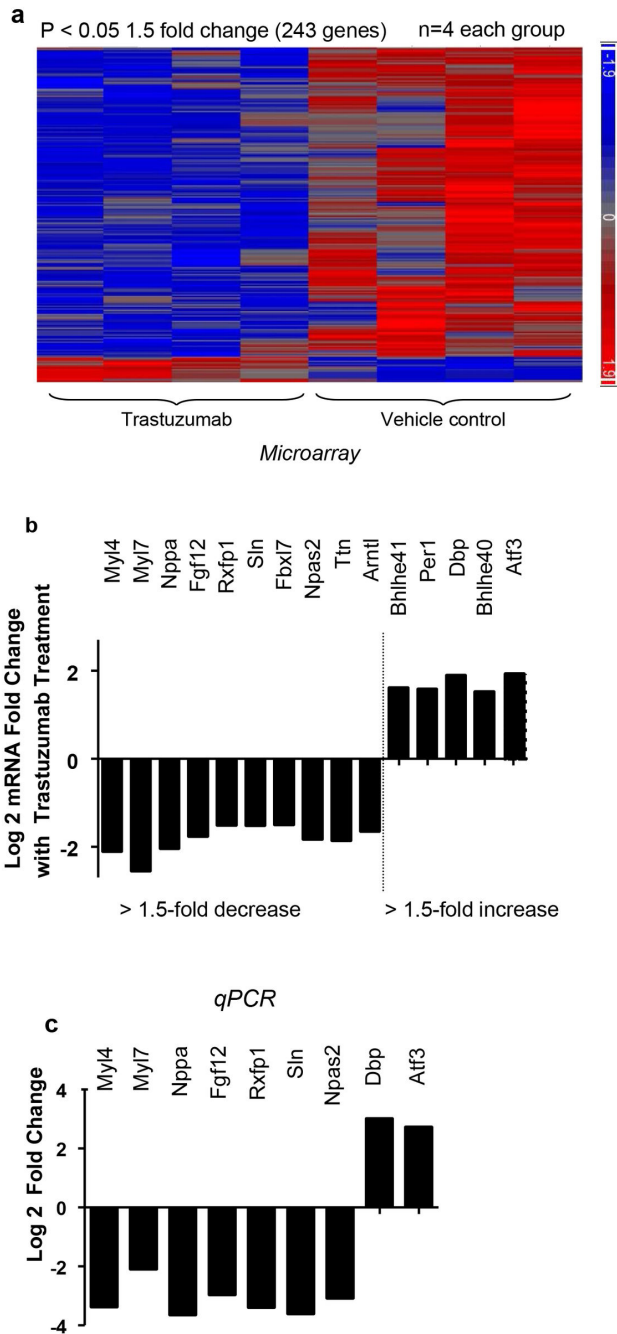 a
P < 0.05 1.5 fold change (243 genes) n=4 each group
-1.9
0
1.9
Trastuzumab Vehicle control
Microarray
b
Myl4 Myl7 Nppa Fgf12 Rxfp1 Sln Fbxl7 Npas2 Ttn Arntl Bhlhe41 Per1 Dbp Bhlhe40 Atf3
Log 2 mRNA Fold Change
with Trastuzumab Treatment
2
0
-2
> 1.5-fold decrease > 1.5-fold increase
qPCR
c
Myl4 Myl7 Nppa Fgf12 Rxfp1 Sln Npas2 Dbp Atf3
Log 2 Fold Change
4
2
0
-2
-4